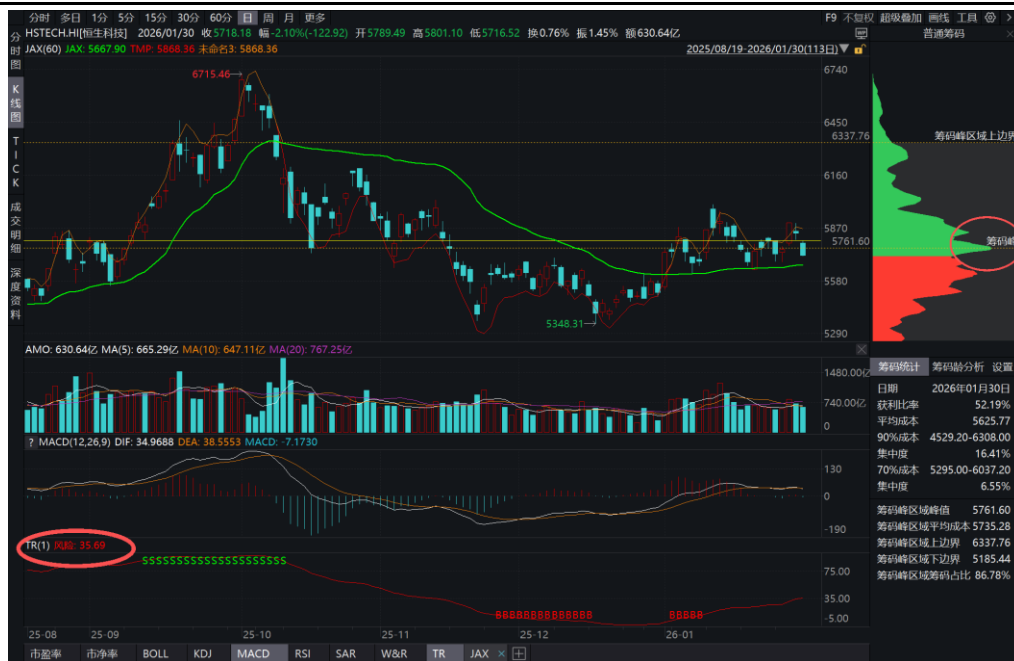 分时 多日 1分 5分 15分 30分 60分 日 周 月 更多
F9 不复权 超级叠加 画线 工具
HSTECH.HI[恒生科技] 2026/01/30 收5718.18 幅-2.10%(-122.92) 开5789.49 高5801.10 低5716.52 换0.76% 振1.45% 额630.64亿
JAX(60) JAX: 5667.90 TMP: 5868.36 未命名3: 5868.36
2025/08/19-2026/01/30(113日)
分时图
K线图
TICK
成交明细
深度资料
普通筹码
6715.46
5348.31
6740
6450
6337.76
6160
5870
5761.60
5580
5290
筹码峰区域上边界
筹码峰
AMO: 630.64亿 MA(5): 665.29亿 MA(10): 647.11亿 MA(20): 767.25亿
1480.00亿
740.00亿
0
? MACD(12,26,9) DIF: 34.9688 DEA: 38.5553 MACD: -7.1730
130
0
-190
TR(1) 风险: 35.69
SSSSSSSSSSSSSSSSSSSSS
BBBBBBBBBBBBBB
BBBBB
75.00
35.00
-5.00
25-08 25-09 25-10 25-11 25-12 26-01
市盈率 市净率 BOLL KDJ MACD RSI SAR W&R TR JAX ×
筹码统计 筹码龄分析 设置
日期 2026年01月30日
获利比率 52.19%
平均成本 5625.77
90%成本 4529.20-6308.00
集中度 16.41%
70%成本 5295.00-6037.20
集中度 6.55%
筹码峰区域峰值 5761.60
筹码峰区域平均成本 5735.28
筹码峰区域上边界 6337.76
筹码峰区域下边界 5185.44
筹码峰区域筹码占比 86.78%